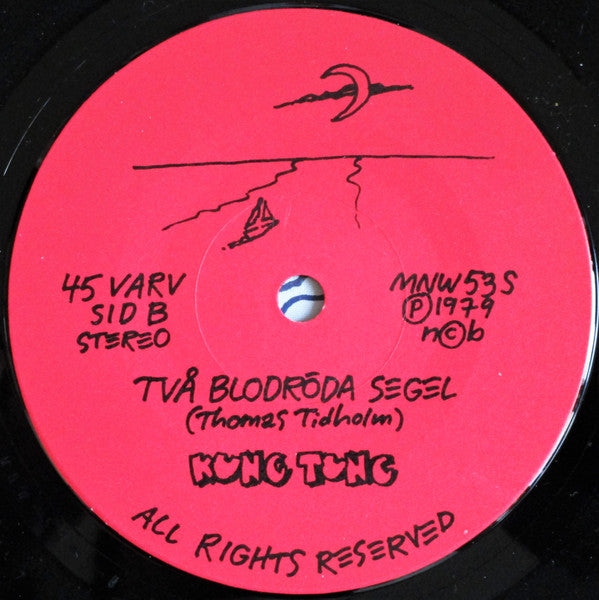 45 VARV
SID B
STEREO
MNW 53 S
Ⓟ 1979
n©b
TVÅ BLODRÖDA SEGEL
(Thomas Tidholm)
KUNG TUNG
ALL RIGHTS RESERVED